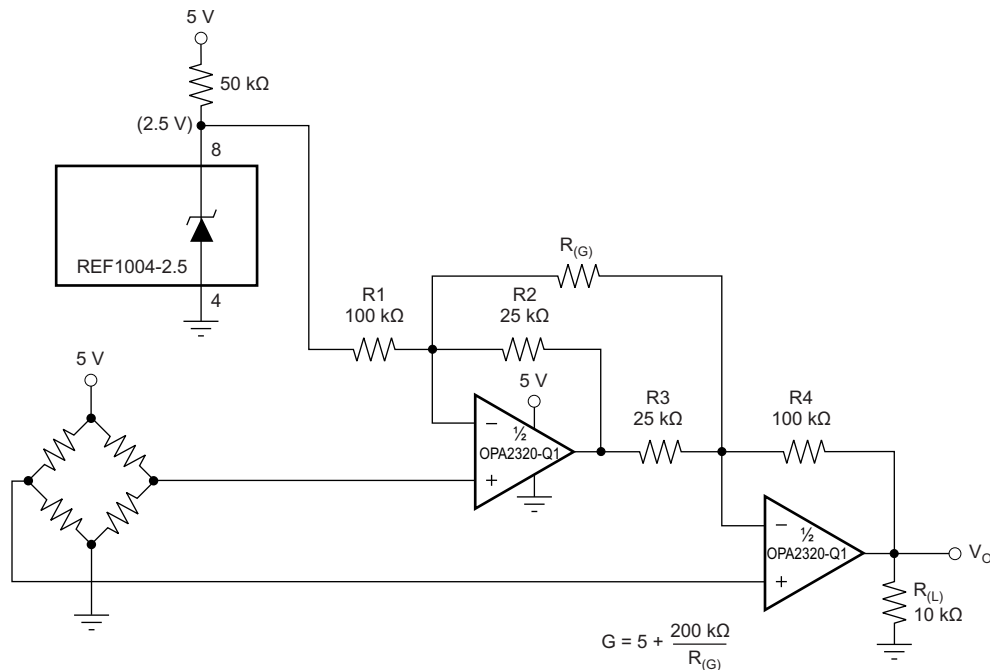 5 V
50 kΩ
(2.5 V)
8
REF1004-2.5
4
R(G)
R1
100 kΩ
R2
25 kΩ
5 V
5 V
R3
25 kΩ
R4
100 kΩ
−
½
OPA2320-Q1
+
−
½
OPA2320-Q1
+
VO
R(L)
10 kΩ
G = 5 + 200 kΩ / R(G)